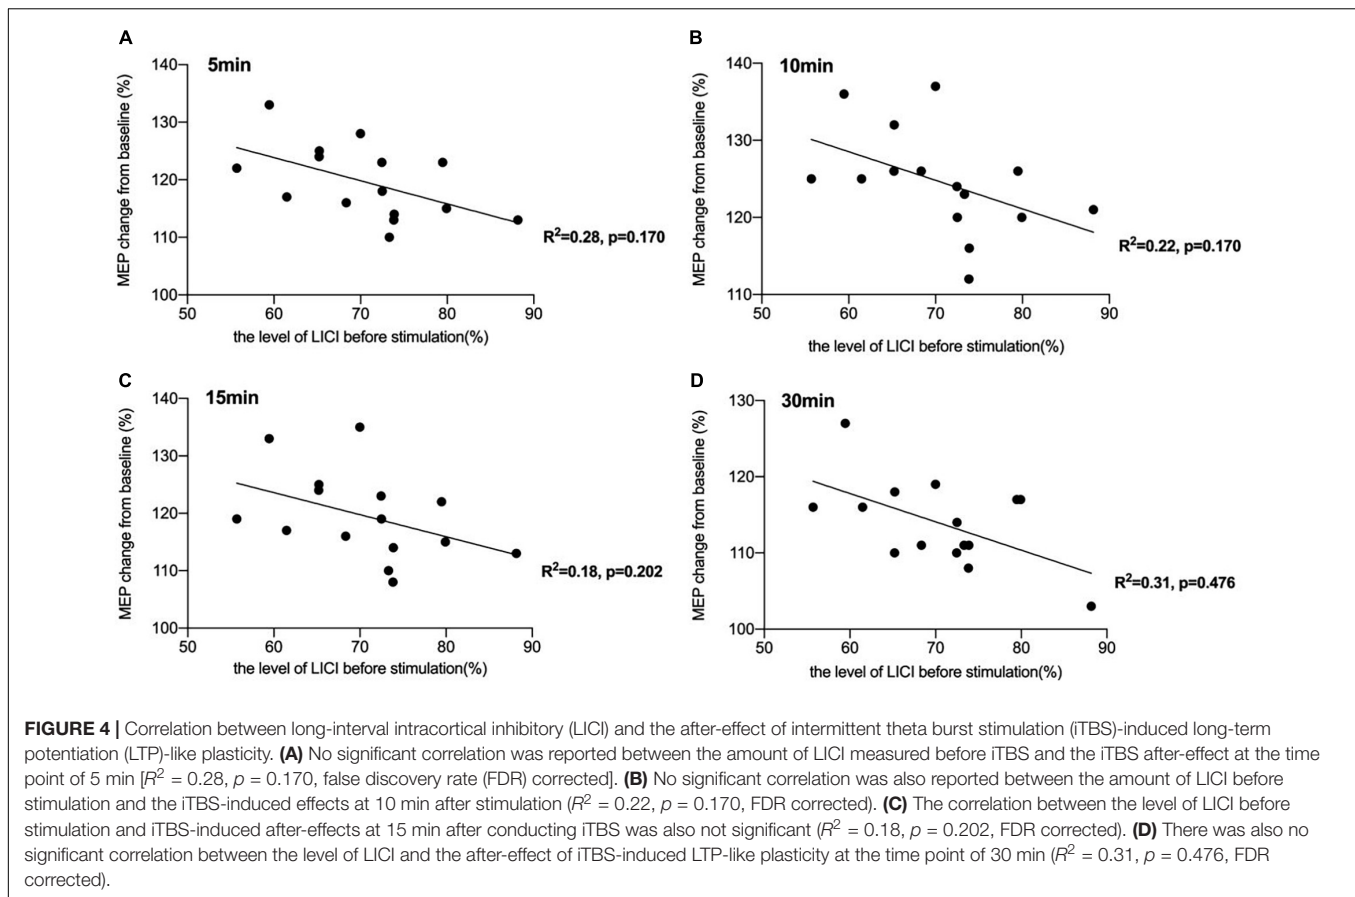 A
5min
140
130
120
110
100
50 60 70 80 90
MEP change from baseline (%)
the level of LICI before stimulation(%)
R²=0.28, p=0.170
B
10min
140
130
120
110
50 60 70 80 90
MEP change from baseline (%)
the level of LICI before stimulation(%)
R²=0.22, p=0.170
C
15min
140
130
120
110
100
50 60 70 80 90
MEP change from baseline (%)
the level of LICI before stimulation(%)
R²=0.18, p=0.202
D
30min
130
120
110
100
50 60 70 80 90
MEP change from baseline (%)
the level of LICI before stimulation(%)
R²=0.31, p=0.476
FIGURE 4 | Correlation between long-interval intracortical inhibitory (LICI) and the after-effect of intermittent theta burst stimulation (iTBS)-induced long-term
potentiation (LTP)-like plasticity. (A) No significant correlation was reported between the amount of LICI measured before iTBS and the iTBS after-effect at the time
point of 5 min [R² = 0.28, p = 0.170, false discovery rate (FDR) corrected]. (B) No significant correlation was also reported between the amount of LICI before
stimulation and the iTBS-induced effects at 10 min after stimulation (R² = 0.22, p = 0.170, FDR corrected). (C) The correlation between the level of LICI before
stimulation and iTBS-induced after-effects at 15 min after conducting iTBS was also not significant (R² = 0.18, p = 0.202, FDR corrected). (D) There was also no
significant correlation between the level of LICI and the after-effect of iTBS-induced LTP-like plasticity at the time point of 30 min (R² = 0.31, p = 0.476, FDR
corrected).